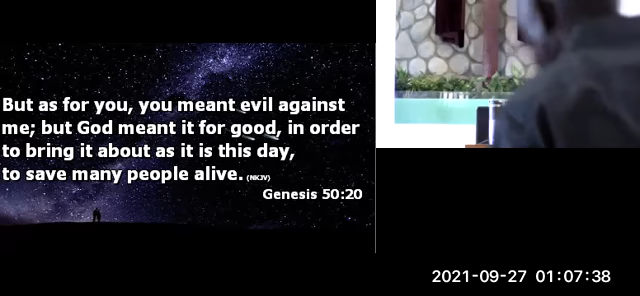 But as for you, you meant evil against
me; but God meant it for good, in order
to bring it about as it is this day,
to save many people alive. (NKJV)
Genesis 50:20
2021-09-27 01:07:38